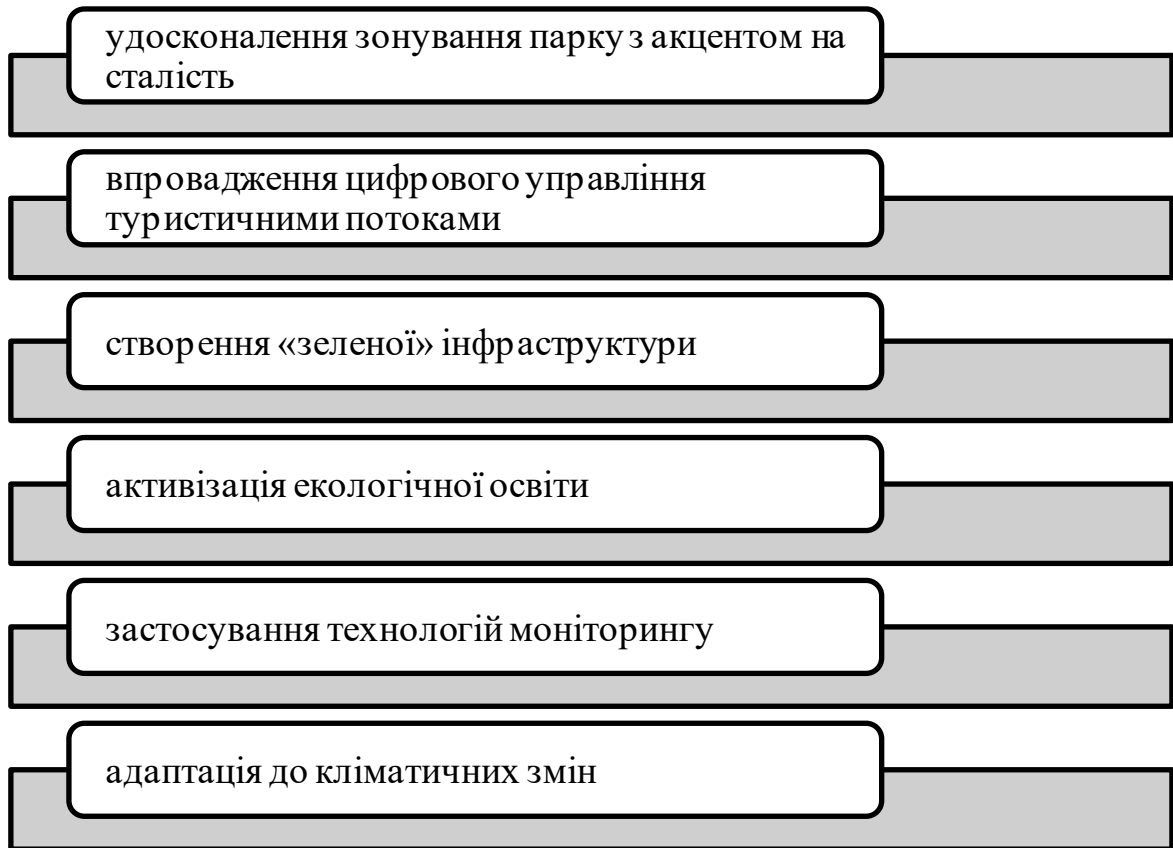 удосконалення зонування парку з акцентом на
сталість
впровадження цифрового управління
туристичними потоками
створення «зеленої» інфраструктури
активізація екологічної освіти
застосування технологій моніторингу
адаптація до кліматичних змін